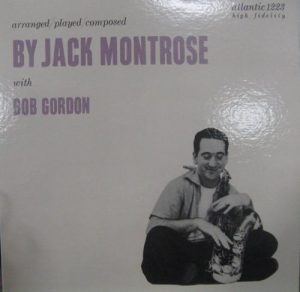 arranged/played/composed
atlantic 1223
high fidelity
BY JACK MONTROSE
with
BOB GORDON